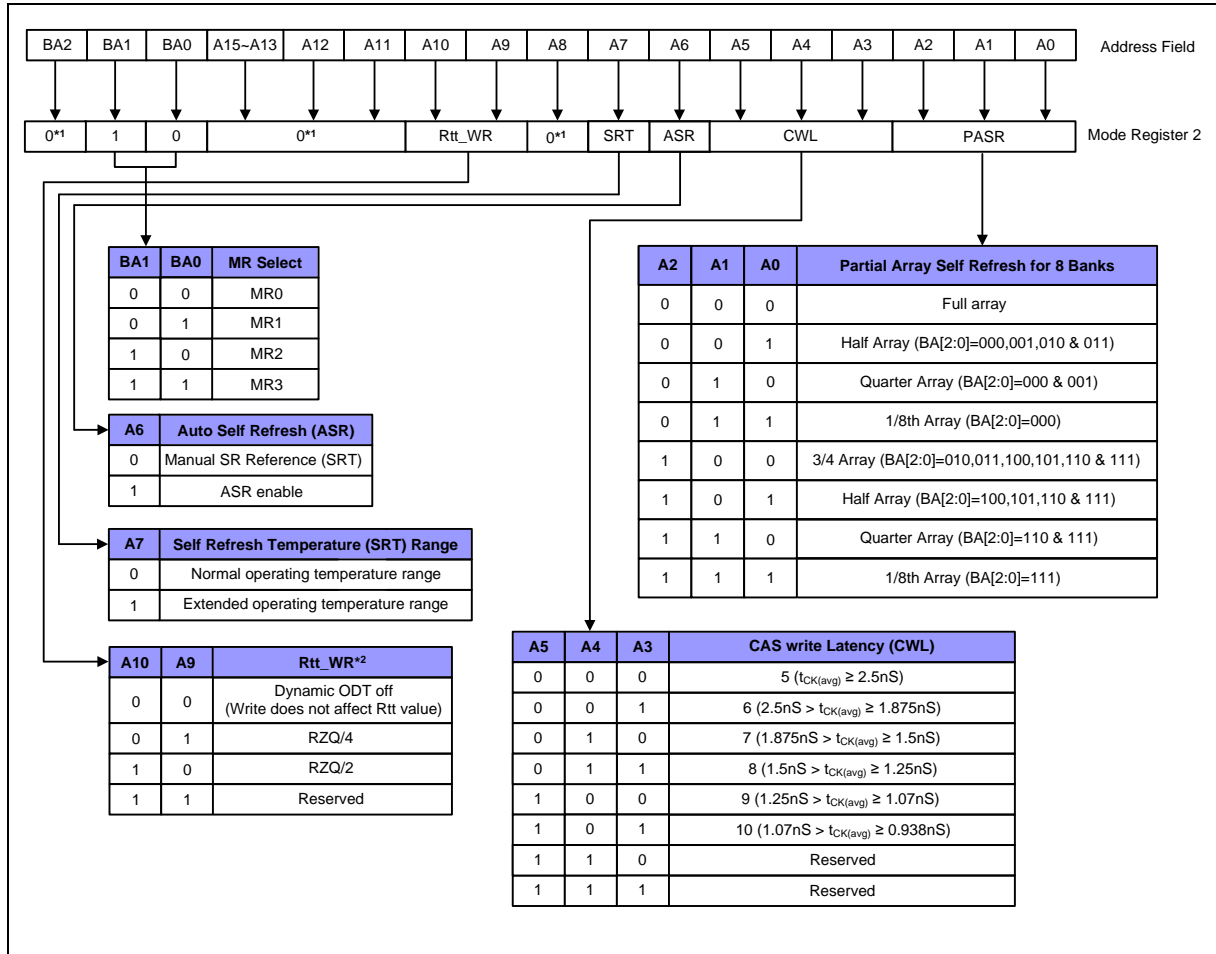 BA2 BA1 BA0 A15~A13 A12 A11 A10 A9 A8 A7 A6 A5 A4 A3 A2 A1 A0 Address Field
0*1 1 0 0*1 Rtt_WR 0*1 SRT ASR CWL PASR Mode Register 2
BA1 BA0 MR Select
0 0 MR0
0 1 MR1
1 0 MR2
1 1 MR3
A6 Auto Self Refresh (ASR)
0 Manual SR Reference (SRT)
1 ASR enable
A7 Self Refresh Temperature (SRT) Range
0 Normal operating temperature range
1 Extended operating temperature range
A10 A9 Rtt_WR*2
0 0 Dynamic ODT off
(Write does not affect Rtt value)
0 1 RZQ/4
1 0 RZQ/2
1 1 Reserved
A2 A1 A0 Partial Array Self Refresh for 8 Banks
0 0 0 Full array
0 0 1 Half Array (BA[2:0]=000,001,010 & 011)
0 1 0 Quarter Array (BA[2:0]=000 & 001)
0 1 1 1/8th Array (BA[2:0]=000)
1 0 0 3/4 Array (BA[2:0]=010,011,100,101,110 & 111)
1 0 1 Half Array (BA[2:0]=100,101,110 & 111)
1 1 0 Quarter Array (BA[2:0]=110 & 111)
1 1 1 1/8th Array (BA[2:0]=111)
A5 A4 A3 CAS write Latency (CWL)
0 0 0 5 (tCK(avg) ≥ 2.5nS)
0 0 1 6 (2.5nS > tCK(avg) ≥ 1.875nS)
0 1 0 7 (1.875nS > tCK(avg) ≥ 1.5nS)
0 1 1 8 (1.5nS > tCK(avg) ≥ 1.25nS)
1 0 0 9 (1.25nS > tCK(avg) ≥ 1.07nS)
1 0 1 10 (1.07nS > tCK(avg) ≥ 0.938nS)
1 1 0 Reserved
1 1 1 Reserved